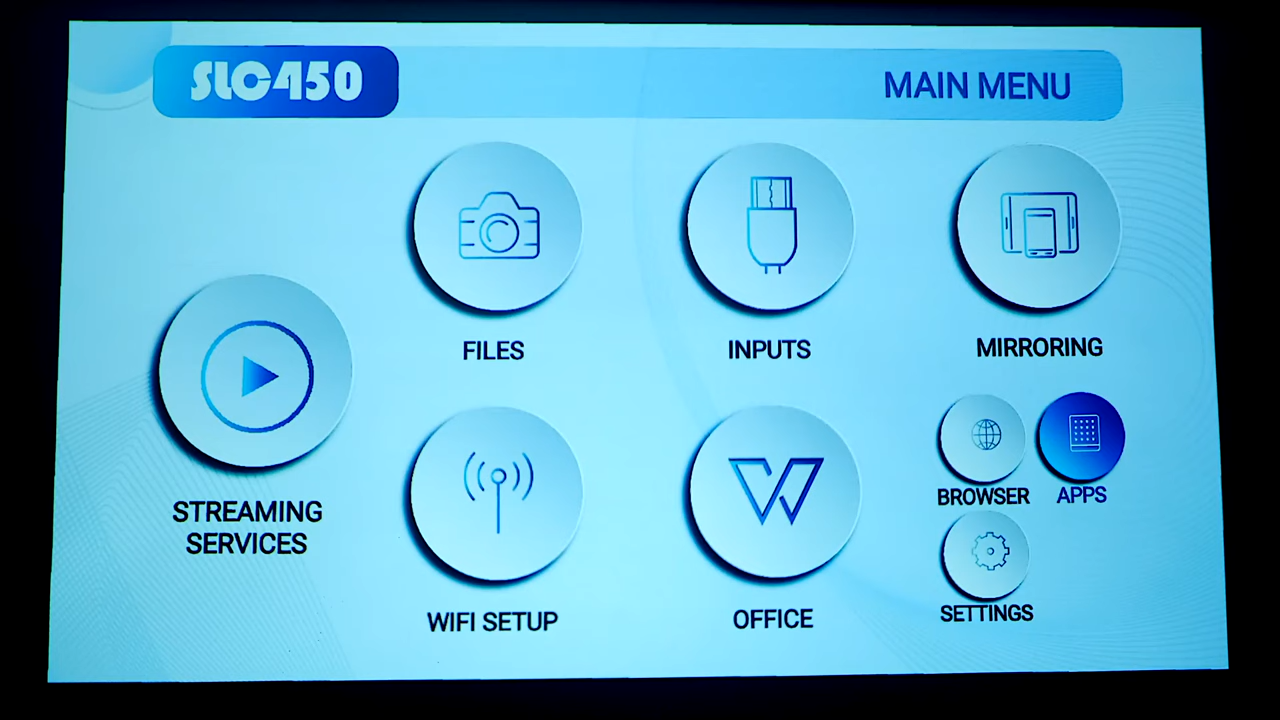 SLC450
MAIN MENU
FILES
INPUTS
MIRRORING
STREAMING
SERVICES
BROWSER
APPS
WIFI SETUP
OFFICE
SETTINGS